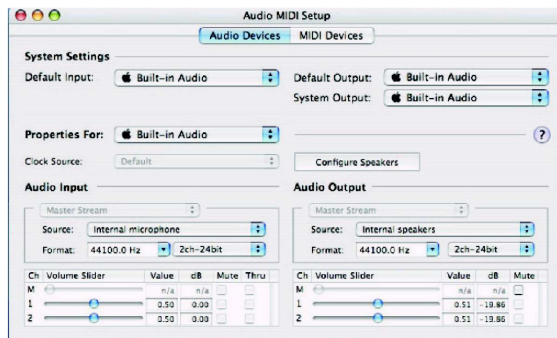 Audio MIDI Setup
Audio Devices MIDI Devices
System Settings
Default Input: Built-in Audio
Default Output: Built-in Audio
System Output: Built-in Audio
Properties For: Built-in Audio
?
Clock Source: Default
Configure Speakers
Audio Input
Master Stream
Source: Internal microphone
Format: 44100.0 Hz 2ch-24bit
Ch Volume Slider Value dB Mute Thru
M n/a n/a
1 0.50 0.00
2 0.50 0.00
Audio Output
Master Stream
Source: Internal speakers
Format: 44100.0 Hz 2ch-24bit
Ch Volume Slider Value dB Mute
M n/a n/a
1 0.51 -19.86
2 0.51 -19.86